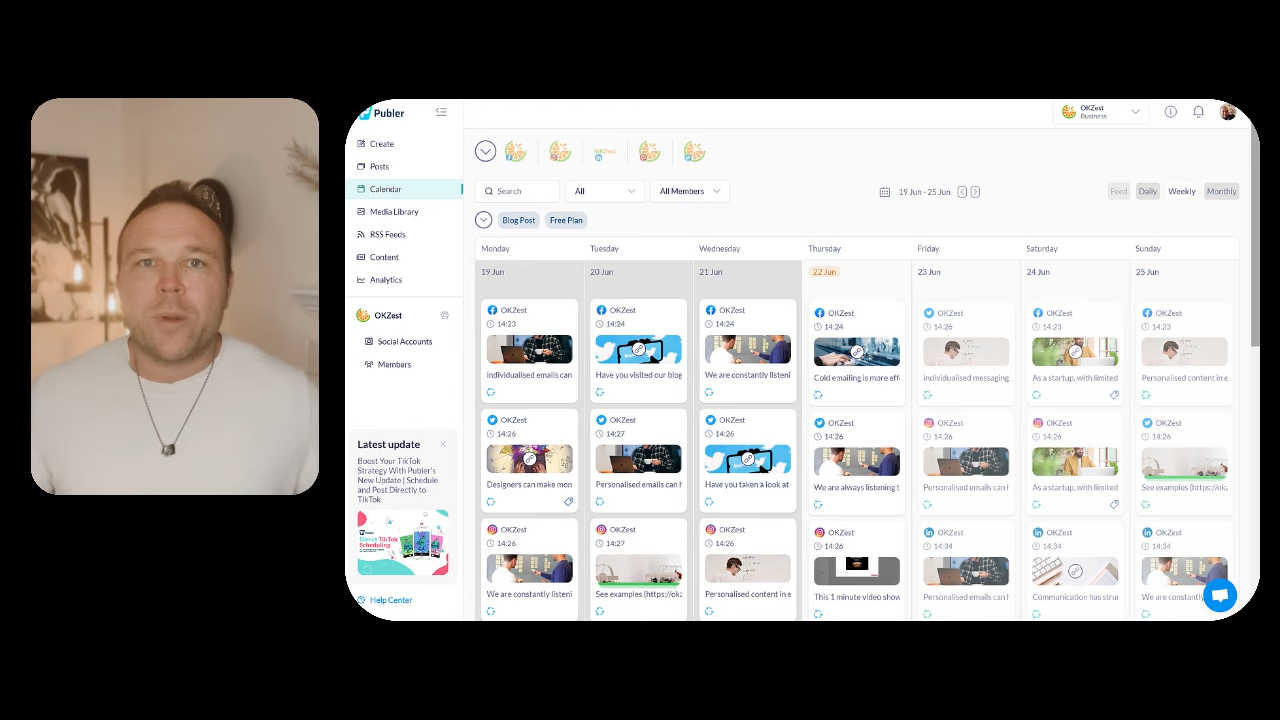 Publer
OKZest
Business
Create
Posts
Calendar
Media Library
RSS Feeds
Content
Analytics
OKZest
Social Accounts
Members
Latest update
Boost Your TikTok
Strategy With Publer's
New Update | Schedule
and Post Directly to
TikTok
Publer
Direct TikTok
Scheduling
Help Center
OKZest
Search
All
All Members
19 Jun - 25 Jun
Feed
Daily
Weekly
Monthly
Blog Post
Free Plan
Monday
Tuesday
Wednesday
Thursday
Friday
Saturday
Sunday
19 Jun
20 Jun
21 Jun
22 Jun
23 Jun
24 Jun
25 Jun
OKZest
14:23
individualised emails can
OKZest
14:24
Have you visited our blog
OKZest
14:24
We are constantly listeni
OKZest
14:24
Cold emailing is more eff
OKZest
14:26
individualised messaging
OKZest
14:23
As a startup, with limited
OKZest
14:23
Personalised content in e
OKZest
14:26
Designers can make mon
OKZest
14:27
Personalised emails can h
OKZest
14:26
Have you taken a look at
OKZest
14:26
We are always listening t
OKZest
14:26
Personalised emails can h
OKZest
14:26
As a startup, with limited
OKZest
14:26
See examples (https://oka
OKZest
14:26
We are constantly listeni
OKZest
14:27
See examples (https://oka
OKZest
14:26
Personalised content in e
OKZest
14:26
This 1 minute video show
OKZest
14:34
Personalised emails can h
OKZest
14:34
Communication has struc
OKZest
14:34
We are constantly